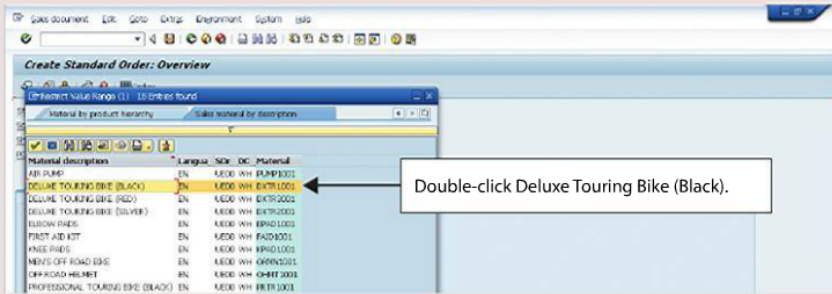 Sales document Edit Goto Extras Environment System Help
Create Standard Order: Overview
Restrict Value Range (1) 16 Entries found
Material by product hierarchy Sales material by description
Material description Langua SOr DC Material
AIR PUMP EN UE00 WH PUMP1001
DELUXE TOURING BIKE (BLACK) EN UE00 WH DXTR1001
DELUXE TOURING BIKE (RED) EN UE00 WH DXTR2001
DELUXE TOURING BIKE (SILVER) EN UE00 WH DXTR3001
ELBOW PADS EN UE00 WH EPAD1001
FIRST AID KIT EN UE00 WH FAID1001
KNEE PADS EN UE00 WH KPAD1001
MEN'S OFF ROAD BIKE EN UE00 WH ORMN1001
OFF ROAD HELMET EN UE00 WH OHMT1001
PROFESSIONAL TOURING BIKE (BLACK) EN UE00 WH PRTR1001
Double-click Deluxe Touring Bike (Black).